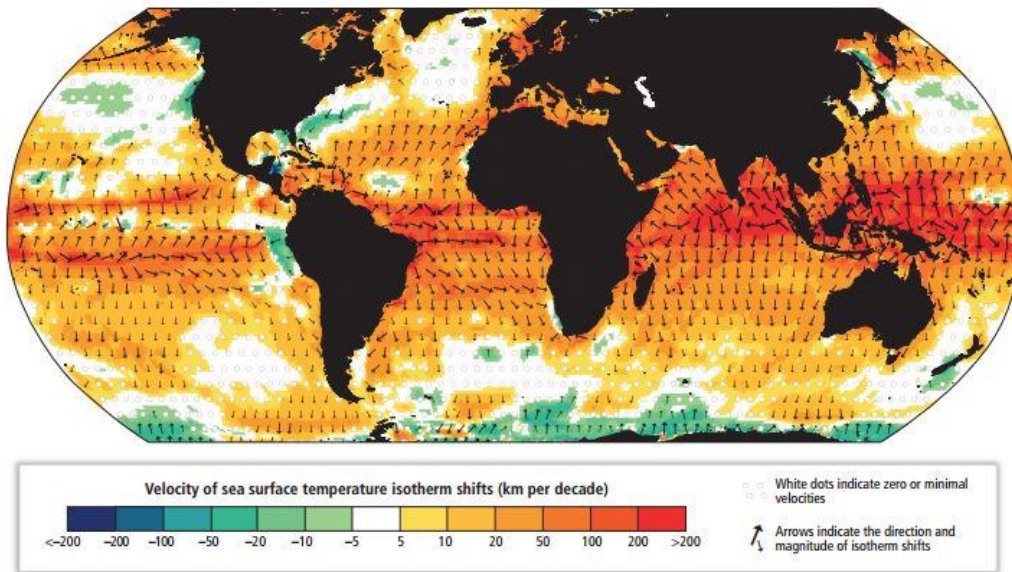 Velocity of sea surface temperature isotherm shifts (km per decade)
<–200 –200 –100 –50 –20 –10 –5 5 10 20 50 100 200 >200
White dots indicate zero or minimal
velocities
Arrows indicate the direction and
magnitude of isotherm shifts